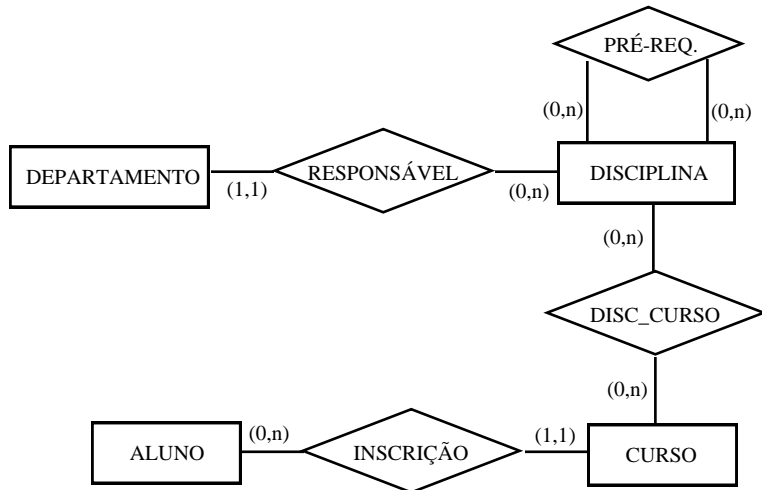 PRÉ-REQ.
(0,n)
(0,n)
DEPARTAMENTO
(1,1)
RESPONSÁVEL
(0,n)
DISCIPLINA
(0,n)
DISC_CURSO
(0,n)
ALUNO
(0,n)
INSCRIÇÃO
(1,1)
CURSO